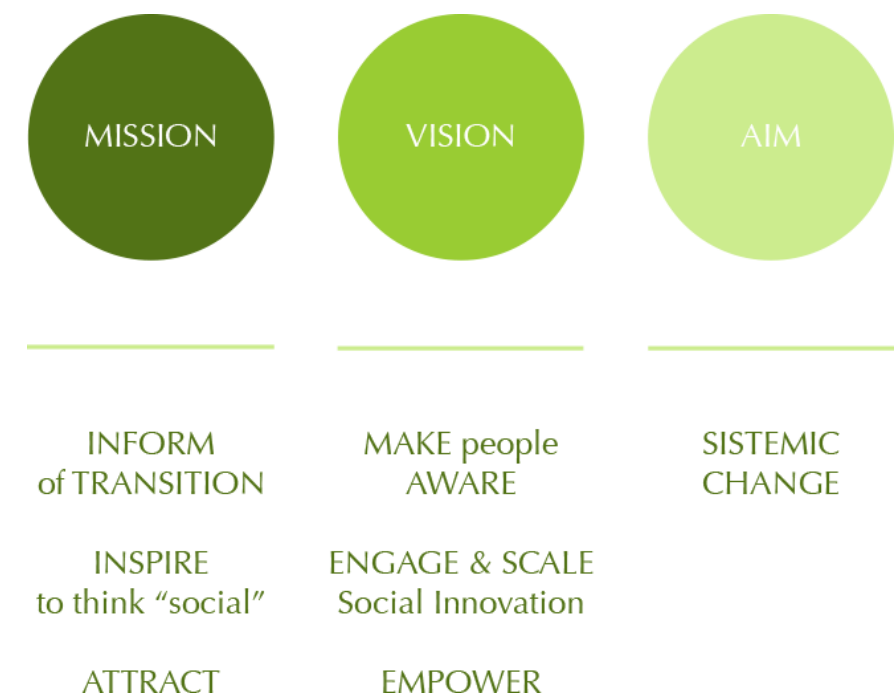 MISSION
VISION
AIM
INFORM
of TRANSITION
INSPIRE
to think “social”
ATTRACT
MAKE people
AWARE
ENGAGE & SCALE
Social Innovation
EMPOWER
SISTEMIC
CHANGE